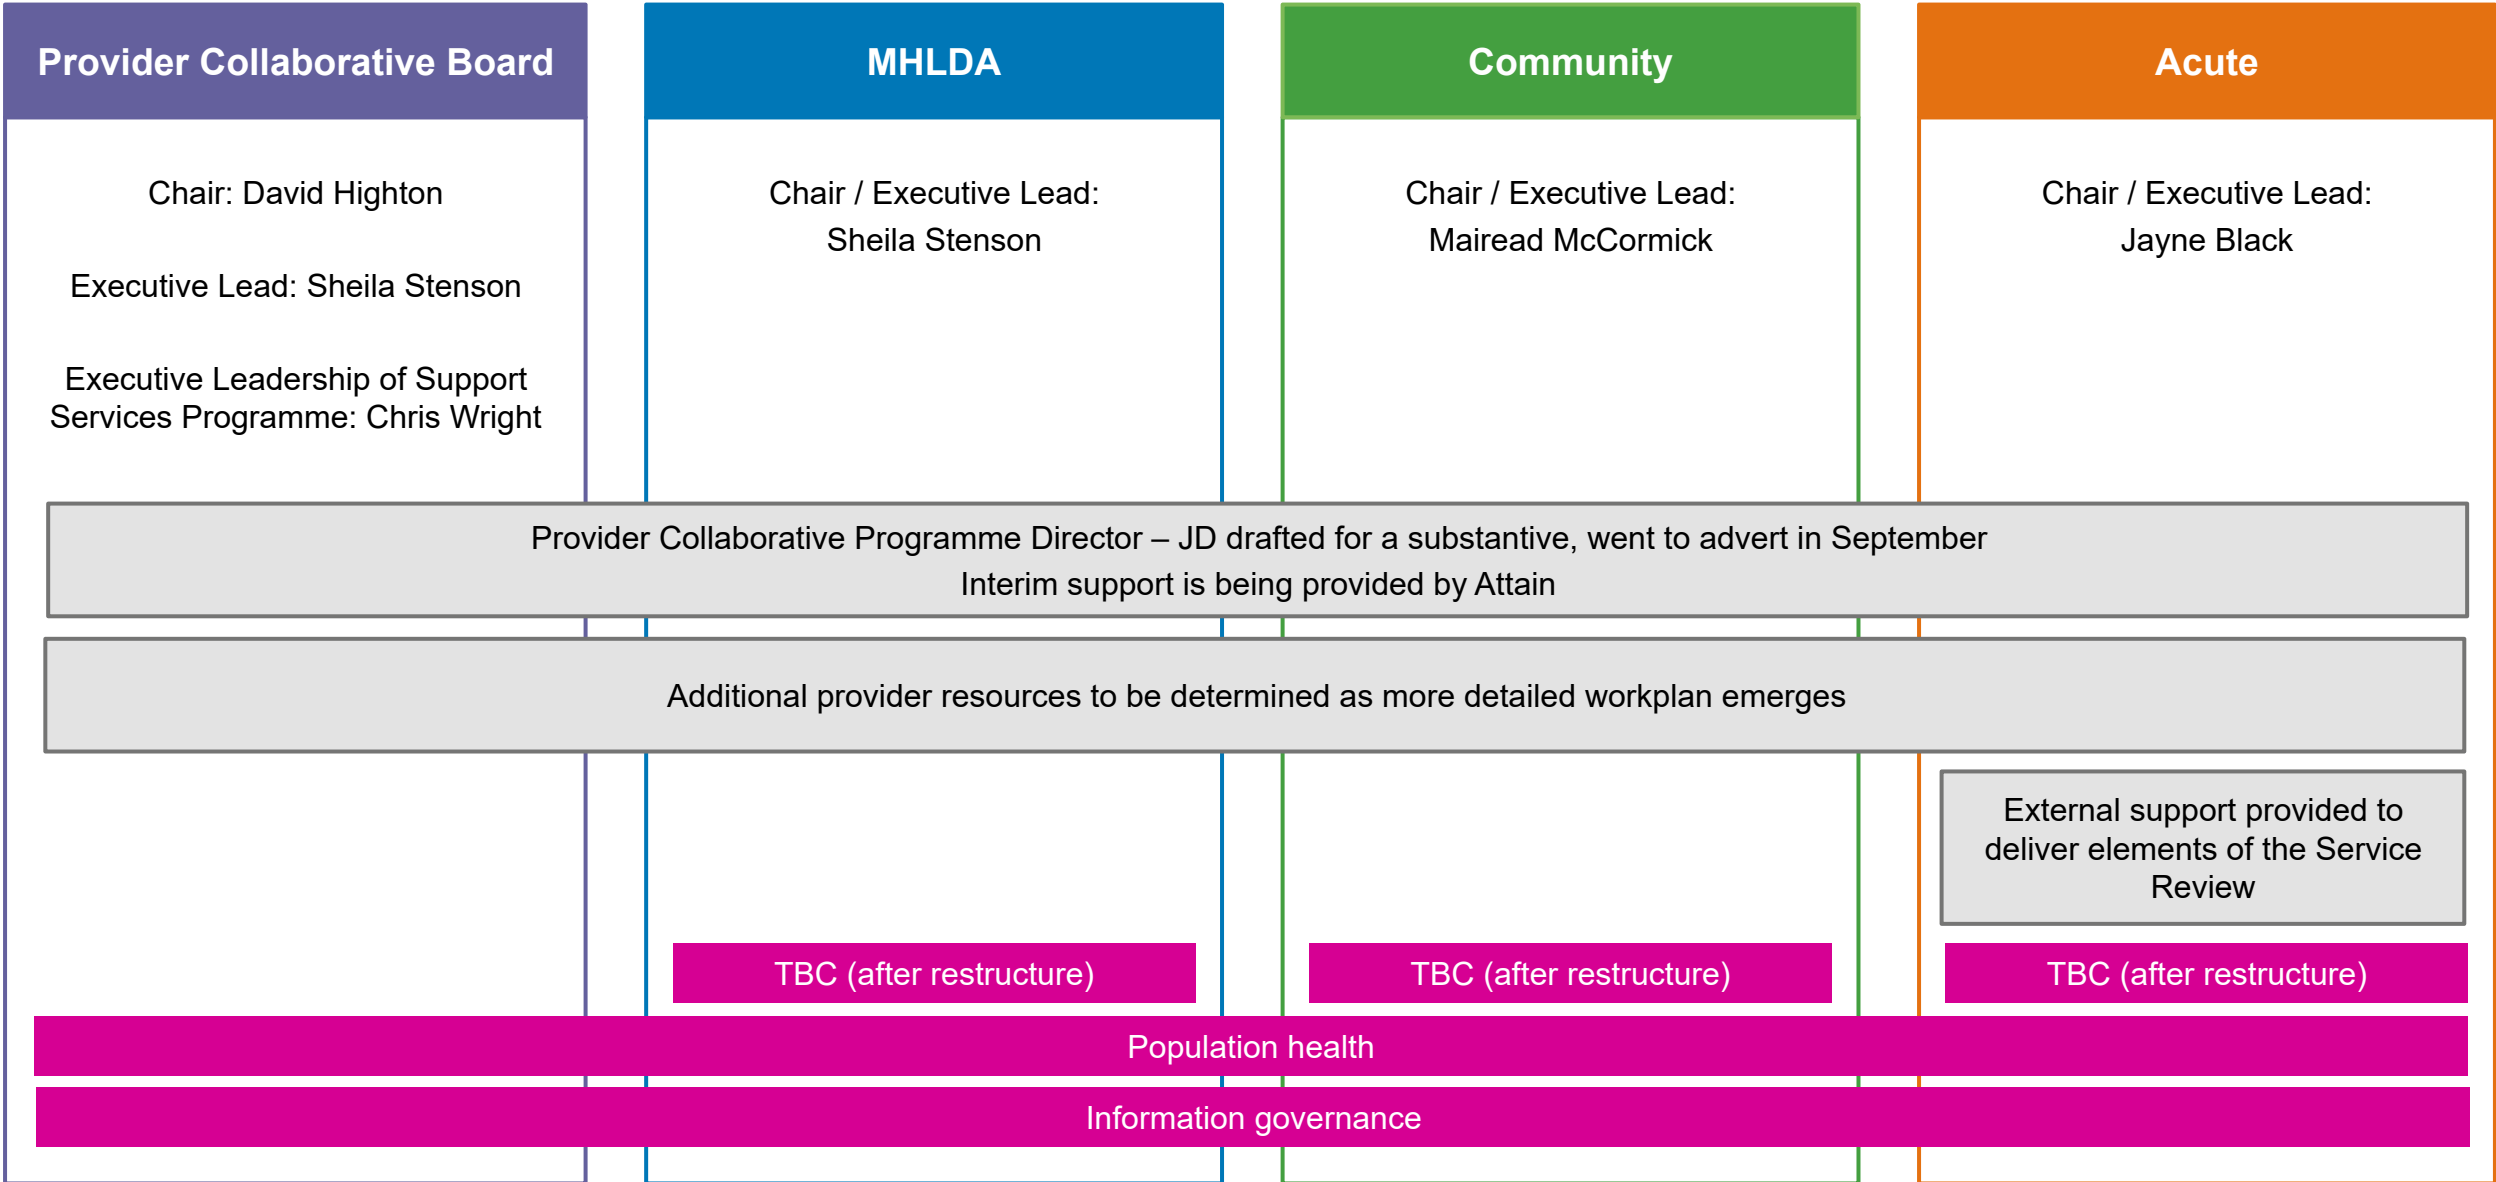 Provider Collaborative Board
Chair: David Highton
Executive Lead: Sheila Stenson
Executive Leadership of Support
Services Programme: Chris Wright
MHLDA
Chair / Executive Lead:
Sheila Stenson
Community
Chair / Executive Lead:
Mairead McCormick
Acute
Chair / Executive Lead:
Jayne Black
Provider Collaborative Programme Director – JD drafted for a substantive, went to advert in September
Interim support is being provided by Attain
Additional provider resources to be determined as more detailed workplan emerges
External support provided to
deliver elements of the Service
Review
TBC (after restructure)
TBC (after restructure)
TBC (after restructure)
Population health
Information governance